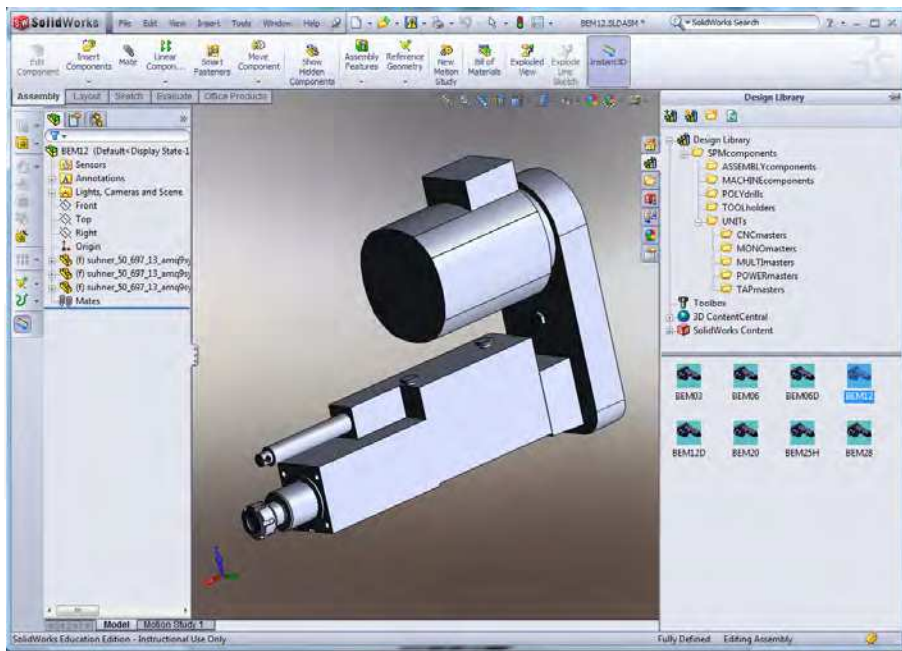 SolidWorks File Edit View Insert Tools Window Help BEM12.SLDASM * SolidWorks Search
Edit Component
Insert Components
Mate
Linear Compon...
Smart Fasteners
Move Component
Show Hidden Components
Assembly Features
Reference Geometry
New Motion Study
Bill of Materials
Exploded View
Explode Line Sketch
Instant3D
Assembly Layout Sketch Evaluate Office Products
BEM12 (Default<Display State-1
Sensors
Annotations
Lights, Cameras and Scene
Front
Top
Right
Origin
(f) suhner_50_697_13_amq9s
(f) suhner_50_697_13_amq9s
(f) suhner_50_697_13_amq9sy
Mates
Design Library
Design Library
SPMcomponents
ASSEMBLYcomponents
MACHINEcomponents
POLYdrills
TOOLholders
UNITs
CNCmasters
MONOmasters
MULTImasters
POWERmasters
TAPmasters
Toolbox
3D ContentCentral
SolidWorks Content
BEM03 BEM06 BEM06D BEM12
BEM12D BEM20 BEM25H BEM28
Model Motion Study 1
SolidWorks Education Edition - Instructional Use Only Fully Defined Editing Assembly